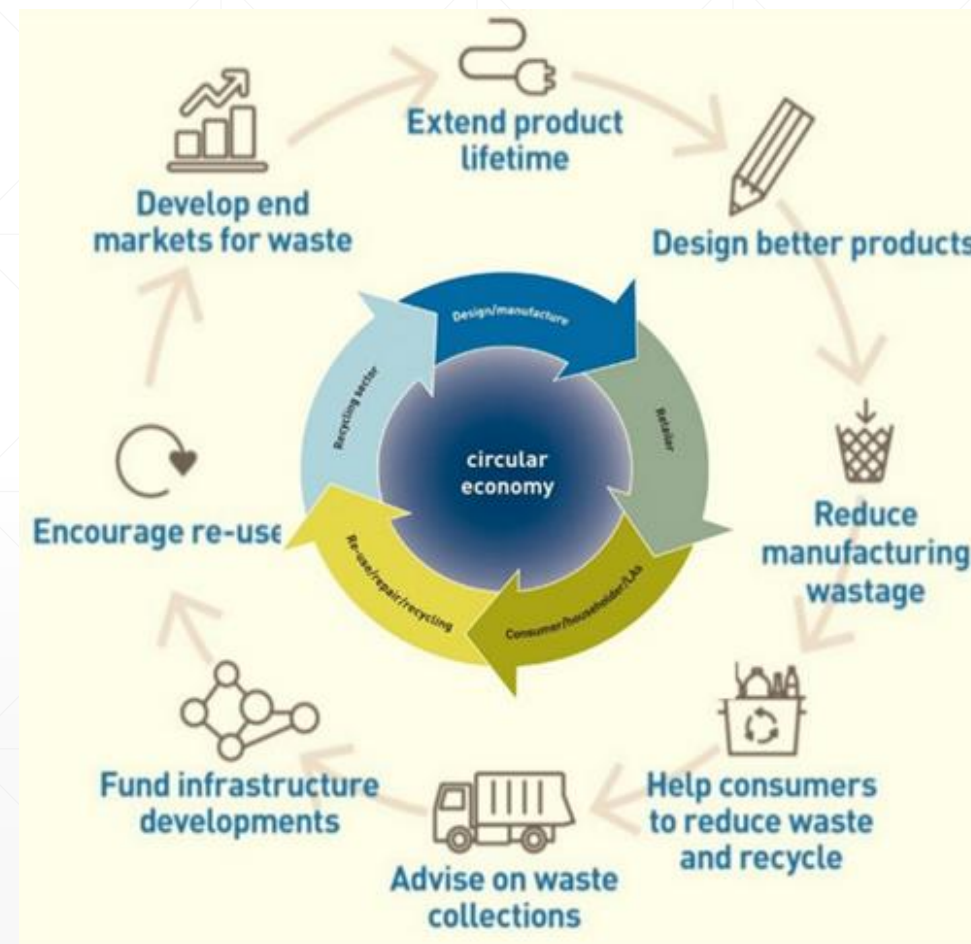 Extend product
lifetime
Design better products
Reduce
manufacturing
wastage
Help consumers
to reduce waste
and recycle
Advise on waste
collections
Fund infrastructure
developments
Encourage re-use
Develop end
markets for waste
Design/manufacture
Retailer
Consumer/householder/LAs
Re-use/repair/recycling
Recycling sector
circular
economy